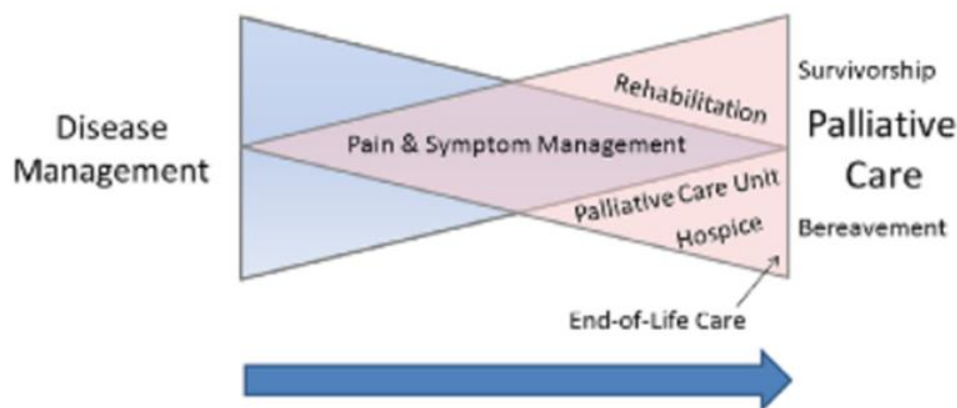 Disease
Management
Pain & Symptom Management
Rehabilitation
Palliative Care Unit
Hospice
End-of-Life Care
Survivorship
Palliative
Care
Bereavement